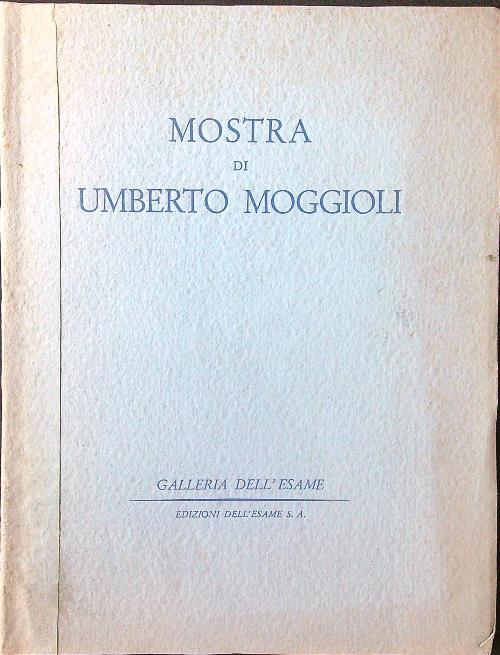 MOSTRA
DI
UMBERTO MOGGIOLI
GALLERIA DELL'ESAME
EDIZIONI DELL'ESAME S. A.